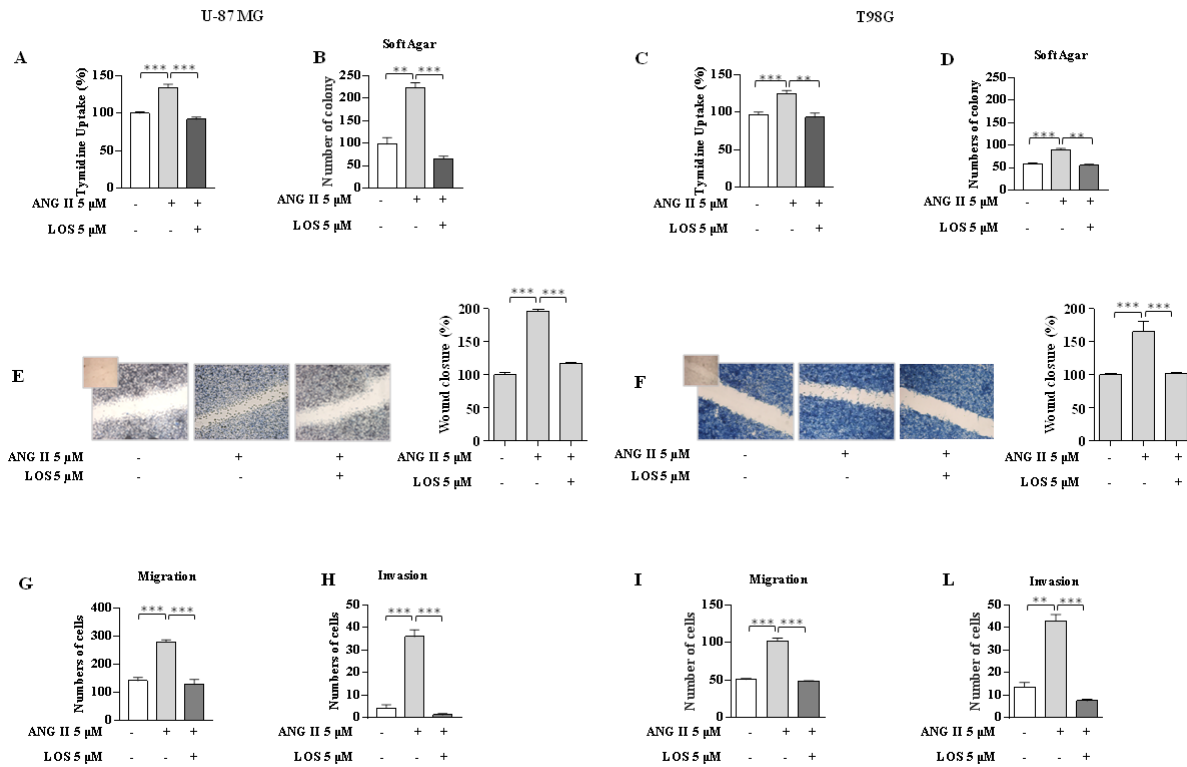 U-87 MG
T98G
A
Tymidine Uptake (%)
150
100
50
0
*** ***
ANG II 5 µM - + +
LOS 5 µM - - +
B
Soft Agar
Number of colony
250
200
150
100
50
0
** ***
ANG II 5 µM - + +
LOS 5 µM - - +
C
Tymidine Uptake (%)
150
100
50
0
*** **
ANG II 5 µM - + +
LOS 5 µM - - +
D
Soft Agar
Numbers of colony
250
200
150
100
50
0
*** **
ANG II 5 µM - + +
LOS 5 µM - - +
E
ANG II 5 µM - + +
LOS 5 µM - - +
Wound closure (%)
200
150
100
50
0
*** ***
ANG II 5 µM - + +
LOS 5 µM - - +
F
ANG II 5 µM - + +
LOS 5 µM - - +
Wound closure (%)
200
150
100
50
0
*** ***
ANG II 5 µM - + +
LOS 5 µM - - +
G
Migration
Numbers of cells
400
300
200
100
0
*** ***
ANG II 5 µM - + +
LOS 5 µM - - +
H
Invasion
Numbers of cells
50
40
30
20
10
0
*** ***
ANG II 5 µM - + +
LOS 5 µM - - +
I
Migration
Number of cells
150
100
50
0
*** ***
ANG II 5 µM - + +
LOS 5 µM - - +
L
Invasion
Number of cells
50
40
30
20
10
0
** ***
ANG II 5 µM - + +
LOS 5 µM - - +